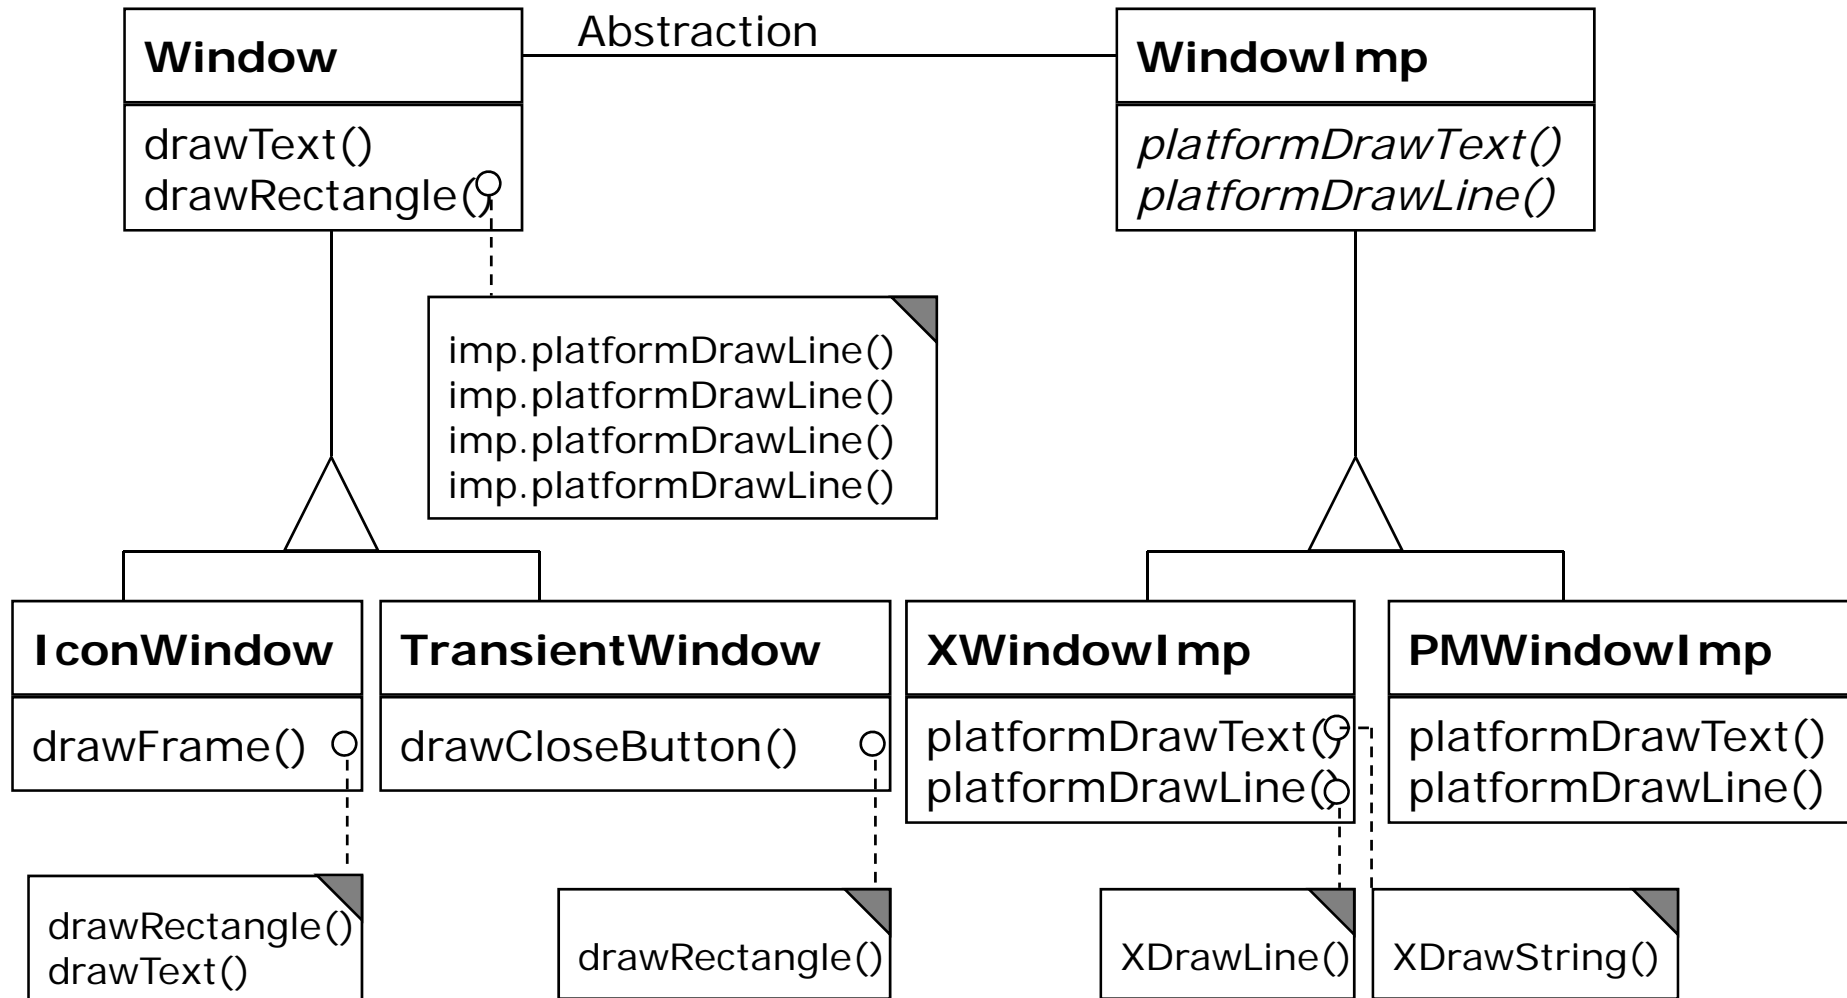 Abstraction
Window
drawText()
drawRectangle()
WindowImp
platformDrawText()
platformDrawLine()
imp.platformDrawLine()
imp.platformDrawLine()
imp.platformDrawLine()
imp.platformDrawLine()
IconWindow
drawFrame()
TransientWindow
drawCloseButton()
XWindowImp
platformDrawText()
platformDrawLine()
PMWindowImp
platformDrawText()
platformDrawLine()
drawRectangle()
drawText()
drawRectangle()
XDrawLine()
XDrawString()